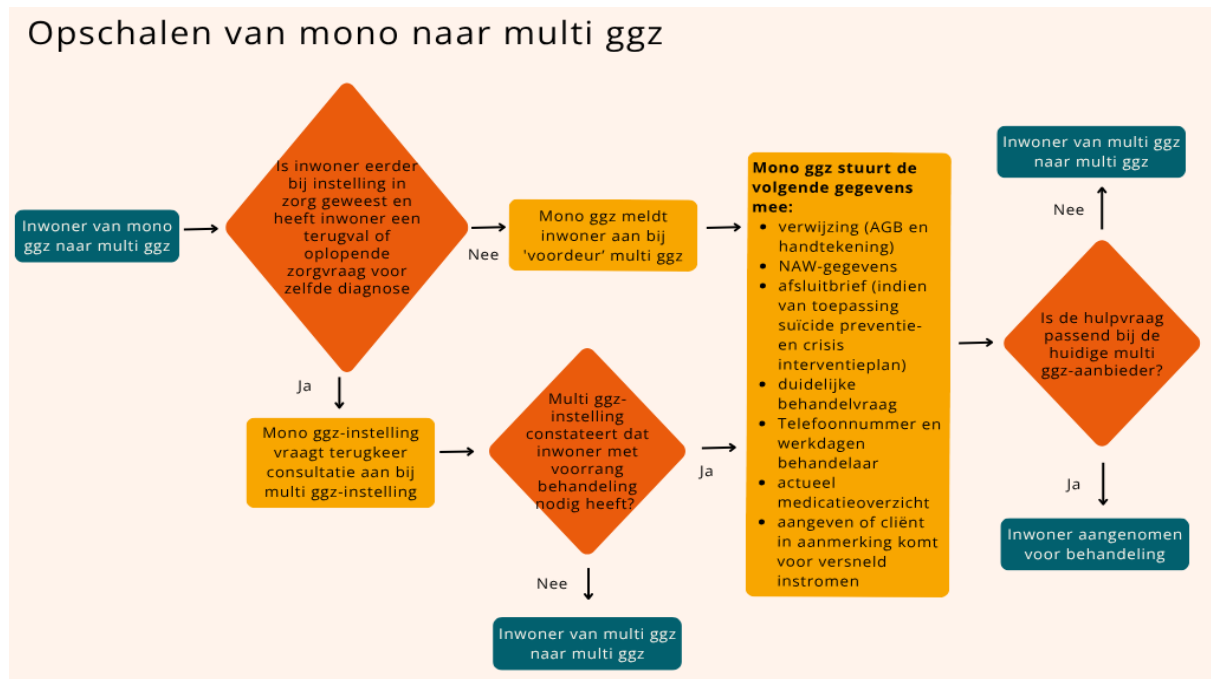 Opschalen van mono naar multi ggz
Inwoner van mono
ggz naar multi ggz
Is inwoner eerder
bij instelling in
zorg geweest en
heeft inwoner een
terugval of
oplopende
zorgvraag voor
zelfde diagnose
Nee
Mono ggz meldt
inwoner aan bij
'voordeur' multi ggz
Ja
Mono ggz-instelling
vraagt terugkeer
consultatie aan bij
multi ggz-instelling
Multi ggz-
instelling
constateert dat
inwoner met
voorrang
behandeling
nodig heeft?
Ja
Nee
Inwoner van multi ggz
naar multi ggz
Mono ggz stuurt de
volgende gegevens
mee:
• verwijzing (AGB en
handtekening)
• NAW-gegevens
• afsluitbrief (indien
van toepassing
suïcide preventie-
en crisis
interventieplan)
• duidelijke
behandelvraag
• Telefoonnummer en
werkdagen
behandelaar
• actueel
medicatieoverzicht
• aangeven of cliënt
in aanmerking komt
voor versneld
instromen
Is de hulpvraag
passend bij de
huidige multi
ggz-aanbieder?
Nee
Inwoner van multi ggz
naar multi ggz
Ja
Inwoner aangenomen
voor behandeling